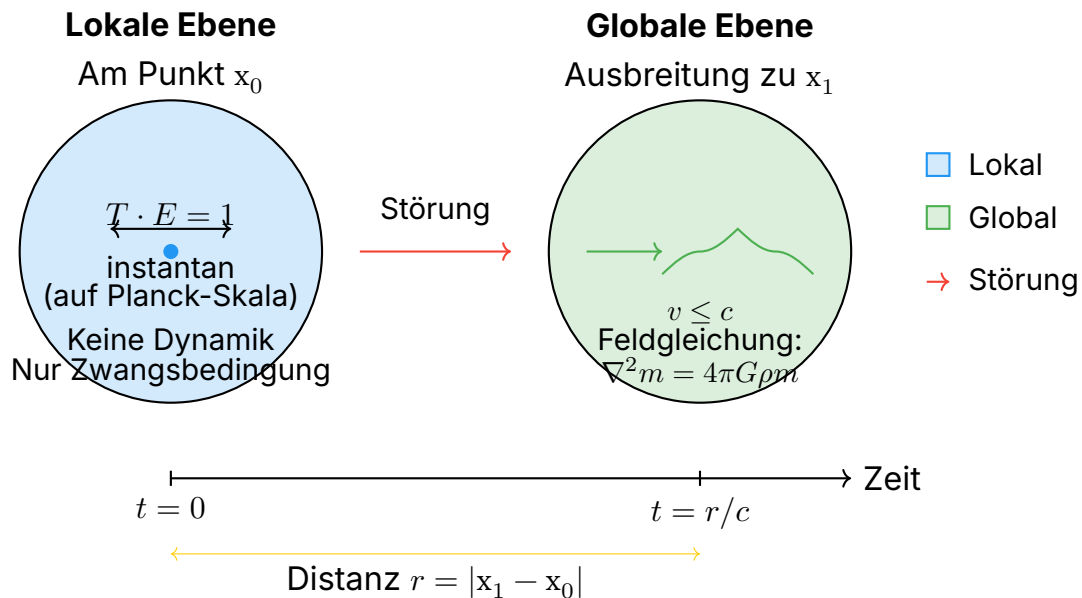 Lokale Ebene
Am Punkt x₀
T · E = 1
instantan
(auf Planck-Skala)
Keine Dynamik
Nur Zwangsbedingung
Störung
Globale Ebene
Ausbreitung zu x₁
v ≤ c
Feldgleichung:
∇²m = 4πGρm
Lokal
Global
Störung
Zeit
t = 0
t = r/c
Distanz r = |x₁ − x₀|